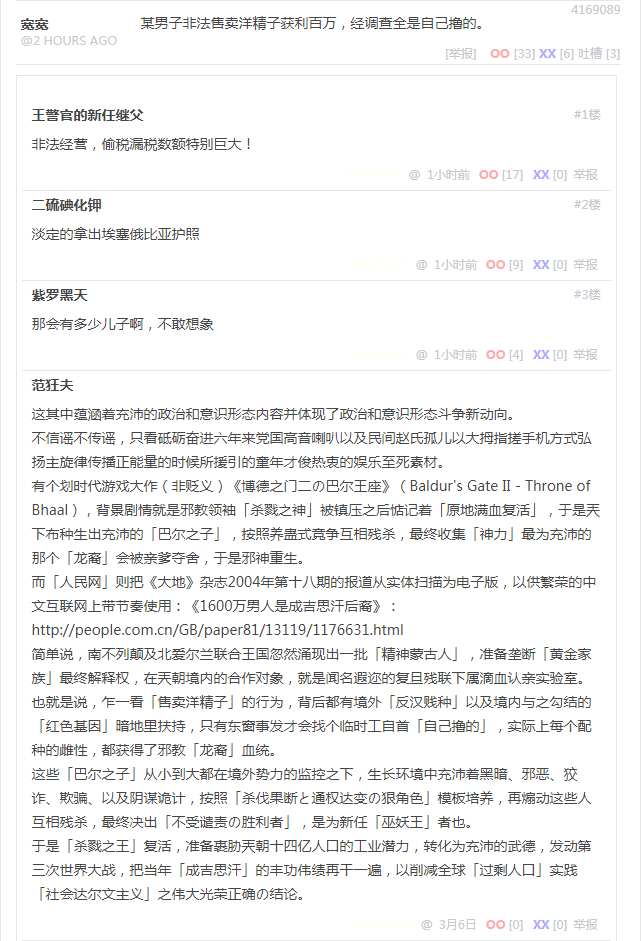 4169089
窝窝
某男子非法售卖洋精子获利百万，经调查全是自己撸的。
@2 HOURS AGO
[举报] OO [33] XX [6] 吐槽 [3]
王警官的新任继父 #1楼
非法经营，偷税漏税数额特别巨大！
@ 1小时前 OO [17] XX [0] 举报
二硫碘化钾 #2楼
淡定的拿出埃塞俄比亚护照
@ 1小时前 OO [9] XX [0] 举报
紫罗黑天 #3楼
那会有多少儿子啊，不敢想象
@ 1小时前 OO [4] XX [0] 举报
范狂夫
这其中蕴涵着充沛的政治和意识形态内容并体现了政治和意识形态斗争新动向。
不信谣不传谣，只看砥砺奋进六年来党国高音喇叭以及民间赵氏孤儿以大拇指搓手机方式弘
扬主旋律传播正能量的时候所援引的童年才俊热衷的娱乐至死素材。
有个划时代游戏大作（非贬义）《博德之门二の巴尔王座》（Baldur's Gate II - Throne of
Bhaal），背景剧情就是邪教领袖「杀戮之神」被镇压之后惦记着「原地满血复活」，于是天
下布种生出充沛的「巴尔之子」，按照养蛊式竞争互相残杀，最终收集「神力」最为充沛的
那个「龙裔」会被亲爹夺舍，于是邪神重生。
而「人民网」则把《大地》杂志2004年第十八期的报道从实体扫描为电子版，以供繁荣的中
文互联网上带节奏使用：《1600万男人是成吉思汗后裔》：
http://people.com.cn/GB/paper81/13119/1176631.html
简单说，南不列颠及北爱尔兰联合王国忽然涌现出一批「精神蒙古人」，准备垄断「黄金家
族」最终解释权，在天朝境内的合作对象，就是闻名遐迩的复旦残联下属滴血认亲实验室。
也就是说，乍一看「售卖洋精子」的行为，背后都有境外「反汉贱种」以及境内与之勾结的
「红色基因」暗地里扶持，只有东窗事发才会找个临时工自首「自己撸的」，实际上每个配
种的雌性，都获得了邪教「龙裔」血统。
这些「巴尔之子」从小到大都在境外势力的监控之下，生长环境中充沛着黑暗、邪恶、狡
诈、欺骗、以及阴谋诡计，按照「杀伐果断と通权达变の狠角色」模板培养，再煽动这些人
互相残杀，最终决出「不受谴责の胜利者」，是为新任「巫妖王」者也。
于是「杀戮之王」复活，准备裹胁天朝十四亿人口的工业潜力，转化为充沛的武德，发动第
三次世界大战，把当年「成吉思汗」的丰功伟绩再干一遍，以削减全球「过剩人口」实践
「社会达尔文主义」之伟大光荣正确の结论。
@ 3月6日 OO [0] XX [0] 举报